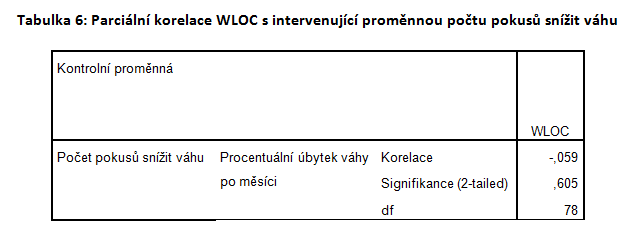 Tabulka 6: Parciální korelace WLOC s intervenující proměnnou počtu pokusů snížit váhu
Kontrolní proměnná
WLOC
Počet pokusů snížit váhu Procentuální úbytek váhy Korelace -,059
po měsíci Signifikance (2-tailed) ,605
df 78